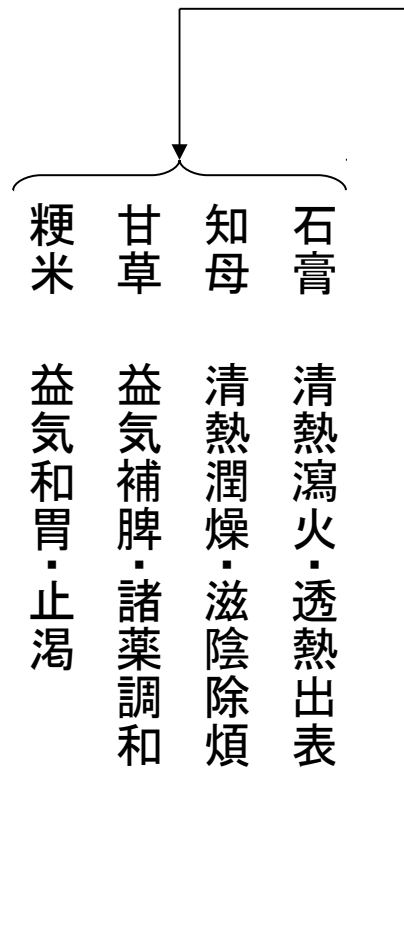 石膏　清熱瀉火・透熱出表
知母　清熱潤燥・滋陰除煩
甘草　益気補脾・諸薬調和
粳米　益気和胃・止渇